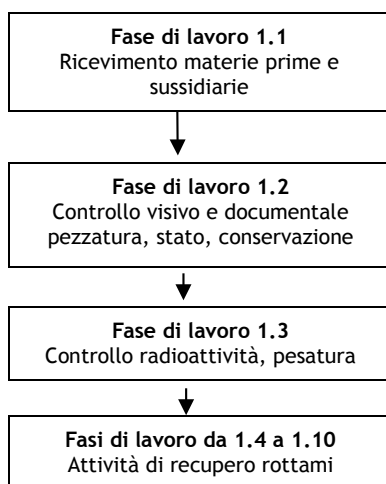 Fase di lavoro 1.1
Ricevimento materie prime e
sussidiarie
Fase di lavoro 1.2
Controllo visivo e documentale
pezzatura, stato, conservazione
Fase di lavoro 1.3
Controllo radioattività, pesatura
Fasi di lavoro da 1.4 a 1.10
Attività di recupero rottami